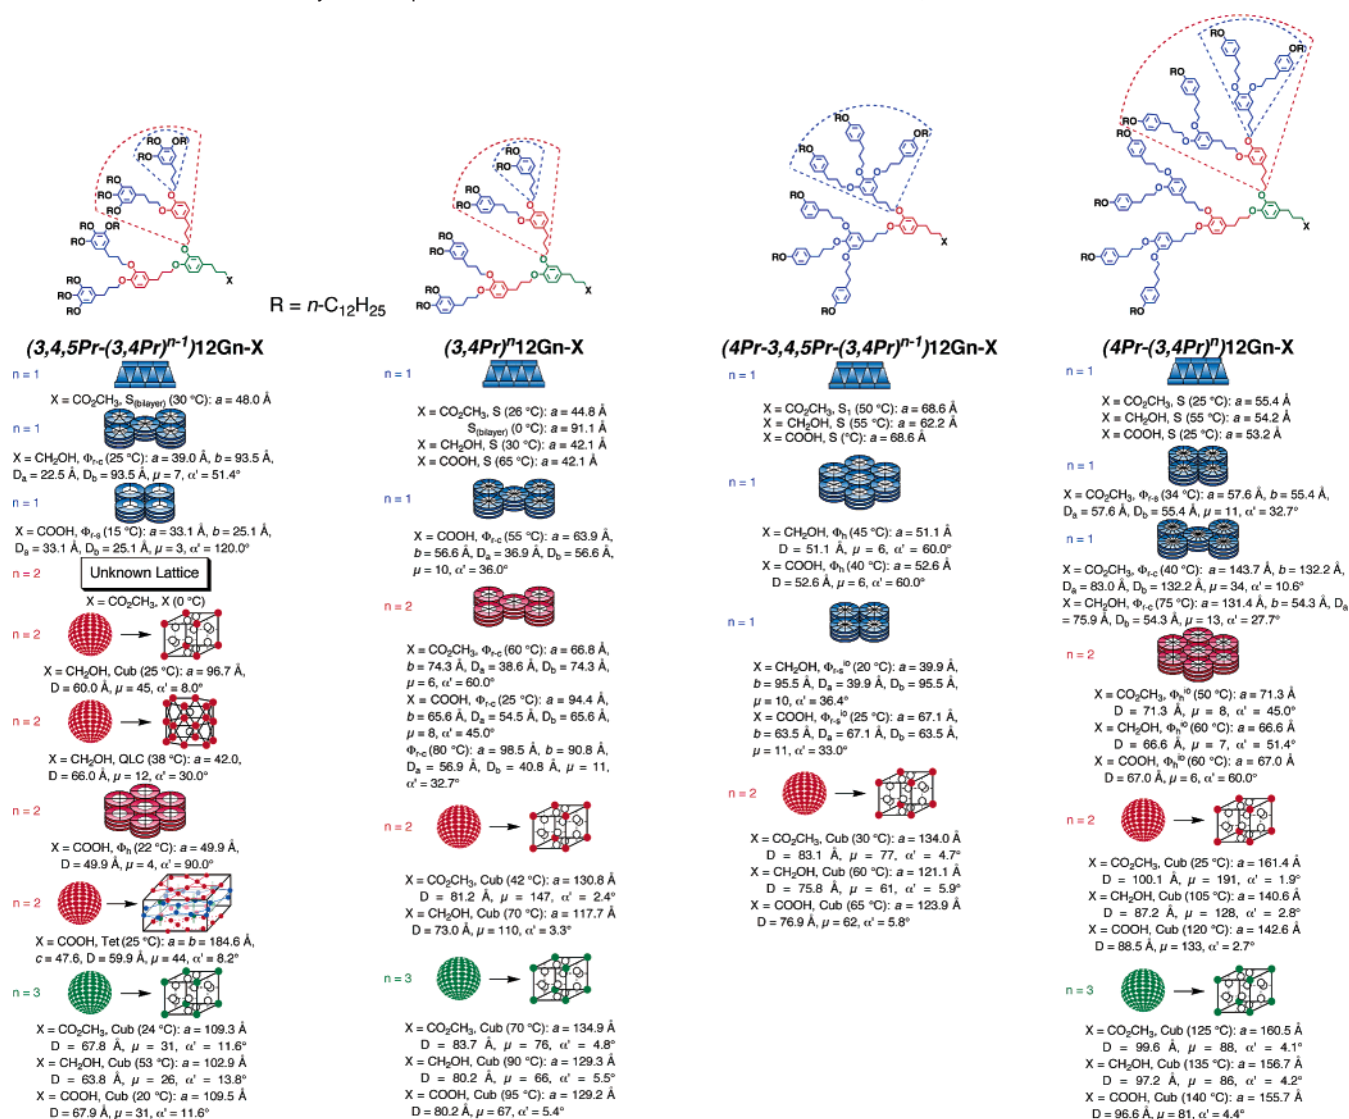 R = n-C12H25
(3,4,5Pr-(3,4Pr)ⁿ⁻¹)12Gn-X
n = 1
X = CO₂CH₃, S(bilayer) (30 °C): a = 48.0 Å
n = 1
X = CH₂OH, Φr-c (25 °C): a = 39.0 Å, b = 93.5 Å,
Da = 22.5 Å, Db = 93.5 Å, μ = 7, α' = 51.4°
n = 1
X = COOH, Φr-s (15 °C): a = 33.1 Å, b = 25.1 Å,
Da = 33.1 Å, Db = 25.1 Å, μ = 3, α' = 120.0°
n = 2
Unknown Lattice
X = CO₂CH₃, X (0 °C)
n = 2
X = CH₂OH, Cub (25 °C): a = 96.7 Å,
D = 60.0 Å, μ = 45, α' = 8.0°
n = 2
X = CH₂OH, QLC (38 °C): a = 42.0,
D = 66.0 Å, μ = 12, α' = 30.0°
n = 2
X = COOH, Φh (22 °C): a = 49.9 Å,
D = 49.9 Å, μ = 4, α' = 90.0°
n = 2
X = COOH, Tet (25 °C): a = b = 184.6 Å,
c = 47.6, D = 59.9 Å, μ = 44, α' = 8.2°
n = 3
X = CO₂CH₃, Cub (24 °C): a = 109.3 Å
D = 67.8 Å, μ = 31, α' = 11.6°
X = CH₂OH, Cub (53 °C): a = 102.9 Å
D = 63.8 Å, μ = 26, α' = 13.8°
X = COOH, Cub (20 °C): a = 109.5 Å
D = 67.9 Å, μ = 31, α' = 11.6°
(3,4Pr)ⁿ12Gn-X
n = 1
X = CO₂CH₃, S (26 °C): a = 44.8 Å
S(bilayer) (0 °C): a = 91.1 Å
X = CH₂OH, S (30 °C): a = 42.1 Å
X = COOH, S (65 °C): a = 42.1 Å
n = 1
X = COOH, Φr-c (55 °C): a = 63.9 Å,
b = 56.6 Å, Da = 36.9 Å, Db = 56.6 Å,
μ = 10, α' = 36.0°
n = 2
X = CO₂CH₃, Φr-c (60 °C): a = 66.8 Å,
b = 74.3 Å, Da = 38.6 Å, Db = 74.3 Å,
μ = 6, α' = 60.0°
X = COOH, Φr-c (25 °C): a = 94.4 Å,
b = 65.6 Å, Da = 54.5 Å, Db = 65.6 Å,
μ = 8, α' = 45.0°
Φr-c (80 °C): a = 98.5 Å, b = 90.8 Å,
Da = 56.9 Å, Db = 40.8 Å, μ = 11,
α' = 32.7°
n = 2
X = CO₂CH₃, Cub (42 °C): a = 130.8 Å
D = 81.2 Å, μ = 147, α' = 2.4°
X = CH₂OH, Cub (70 °C): a = 117.7 Å
D = 73.0 Å, μ = 110, α' = 3.3°
n = 3
X = CO₂CH₃, Cub (70 °C): a = 134.9 Å
D = 83.7 Å, μ = 76, α' = 4.8°
X = CH₂OH, Cub (90 °C): a = 129.3 Å
D = 80.2 Å, μ = 66, α' = 5.5°
X = COOH, Cub (95 °C): a = 129.2 Å
D = 80.2 Å, μ = 67, α' = 5.4°
(4Pr-3,4,5Pr-(3,4Pr)ⁿ⁻¹)12Gn-X
n = 1
X = CO₂CH₃, S₁ (50 °C): a = 68.6 Å
X = CH₂OH, S (55 °C): a = 62.2 Å
X = COOH, S (°C): a = 68.6 Å
n = 1
X = CH₂OH, Φh (45 °C): a = 51.1 Å
D = 51.1 Å, μ = 6, α' = 60.0°
X = COOH, Φh (40 °C): a = 52.6 Å
D = 52.6 Å, μ = 6, α' = 60.0°
n = 1
X = CH₂OH, Φr-s^io (20 °C): a = 39.9 Å
b = 95.5 Å, Da = 39.9 Å, Db = 95.5 Å,
μ = 10, α' = 36.4°
X = COOH, Φr-s^io (25 °C): a = 67.1 Å,
b = 63.5 Å, Da = 67.1 Å, Db = 63.5 Å,
μ = 11, α' = 33.0°
n = 2
X = CO₂CH₃, Cub (30 °C): a = 134.0 Å
D = 83.1 Å, μ = 77, α' = 4.7°
X = CH₂OH, Cub (60 °C): a = 121.1 Å
D = 75.8 Å, μ = 61, α' = 5.9°
X = COOH, Cub (65 °C): a = 123.9 Å
D = 76.9 Å, μ = 62, α' = 5.8°
(4Pr-(3,4Pr)ⁿ)12Gn-X
n = 1
X = CO₂CH₃, S (25 °C): a = 55.4 Å
X = CH₂OH, S (55 °C): a = 54.2 Å
X = COOH, S (25 °C): a = 53.2 Å
n = 1
X = CO₂CH₃, Φr-s (34 °C): a = 57.6 Å, b = 55.4 Å,
Da = 57.6 Å, Db = 55.4 Å, μ = 11, α' = 32.7°
n = 1
X = CO₂CH₃, Φr-c (40 °C): a = 143.7 Å, b = 132.2 Å,
Da = 83.0 Å, Db = 132.2 Å, μ = 34, α' = 10.6°
X = CH₂OH, Φr-c (75 °C): a = 131.4 Å, b = 54.3 Å, Da
= 75.9 Å, Db = 54.3 Å, μ = 13, α' = 27.7°
n = 2
X = CO₂CH₃, Φh^io (50 °C): a = 71.3 Å
D = 71.3 Å, μ = 8, α' = 45.0°
X = CH₂OH, Φh^io (60 °C): a = 66.6 Å
D = 66.6 Å, μ = 7, α' = 51.4°
X = COOH, Φh^io (60 °C): a = 67.0 Å
D = 67.0 Å, μ = 6, α' = 60.0°
n = 2
X = CO₂CH₃, Cub (25 °C): a = 161.4 Å
D = 100.1 Å, μ = 191, α' = 1.9°
X = CH₂OH, Cub (105 °C): a = 140.6 Å
D = 87.2 Å, μ = 128, α' = 2.8°
X = COOH, Cub (120 °C): a = 142.6 Å
D = 88.5 Å, μ = 133, α' = 2.7°
n = 3
X = CO₂CH₃, Cub (125 °C): a = 160.5 Å
D = 99.6 Å, μ = 88, α' = 4.1°
X = CH₂OH, Cub (135 °C): a = 156.7 Å
D = 97.2 Å, μ = 86, α' = 4.2°
X = COOH, Cub (140 °C): a = 155.7 Å
D = 96.6 Å, μ = 81, α' = 4.4°